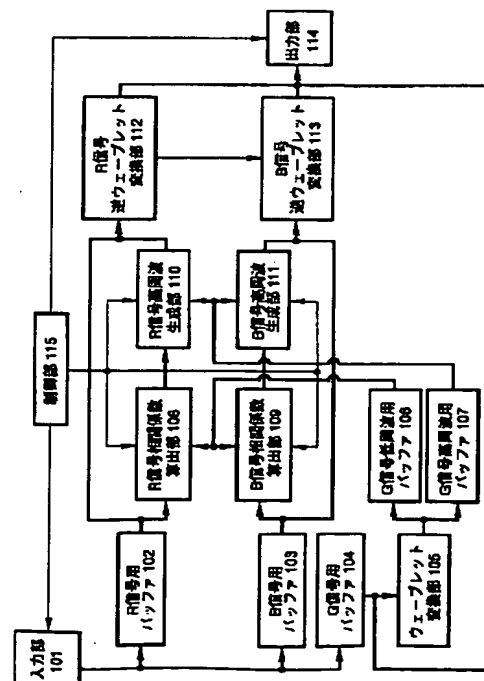 制御部 115
入力部
101
R信号用
バッファ 102
B信号用
バッファ 103
G信号用
バッファ 104
ウェーブレット
変換部 105
G信号低周波用
バッファ 106
G信号高周波用
バッファ 107
R信号相関係数
算出部 108
B信号相関係数
算出部 109
R信号高周波
生成部 110
B信号高周波
生成部 111
R信号
逆ウェーブレット
変換部 112
B信号
逆ウェーブレット
変換部 113
出力部
114